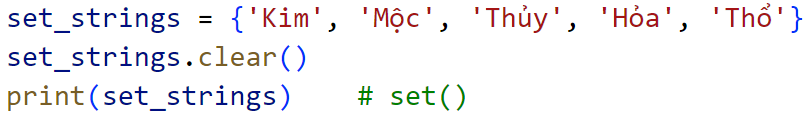 set_strings = {'Kim', 'Mộc', 'Thủy', 'Hỏa', 'Thổ'}
set_strings.clear()
print(set_strings)    # set()